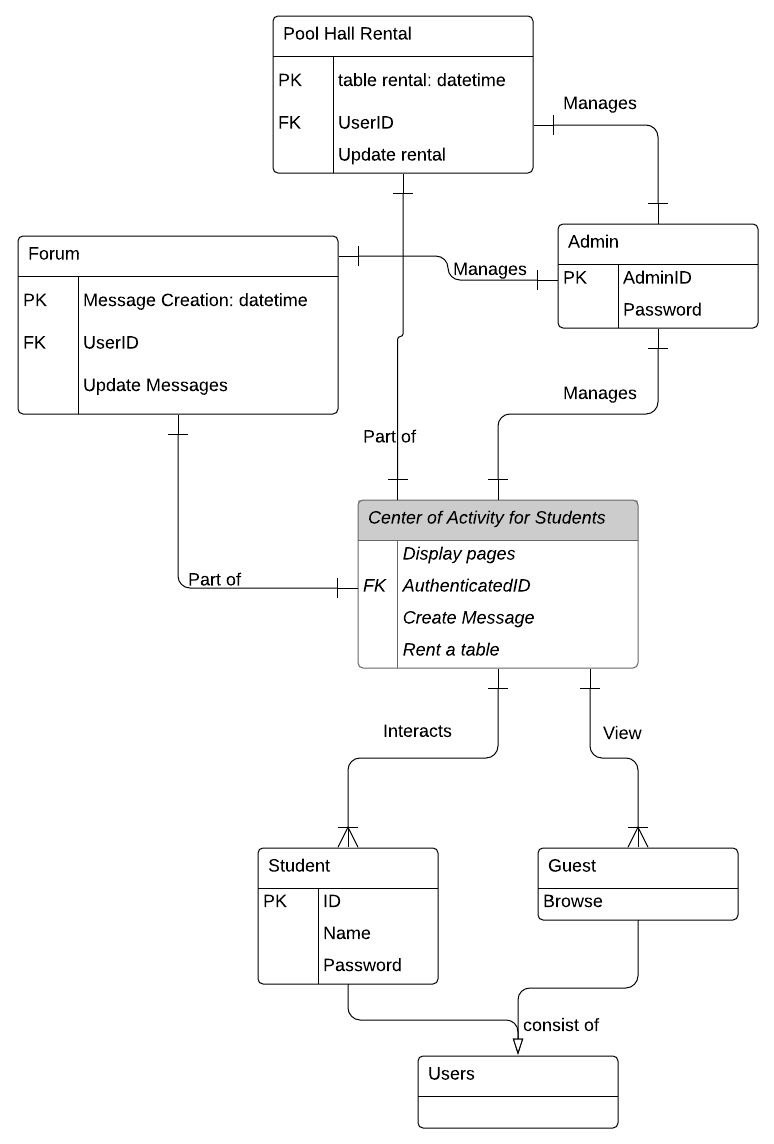 Pool Hall Rental
PK table rental: datetime
FK UserID
Update rental
Manages
Forum
PK Message Creation: datetime
FK UserID
Update Messages
Manages
Admin
PK AdminID
Password
Manages
Part of
Part of
Center of Activity for Students
Display pages
FK AuthenticatedID
Create Message
Rent a table
Interacts
View
Student
PK ID
Name
Password
Guest
Browse
consist of
Users